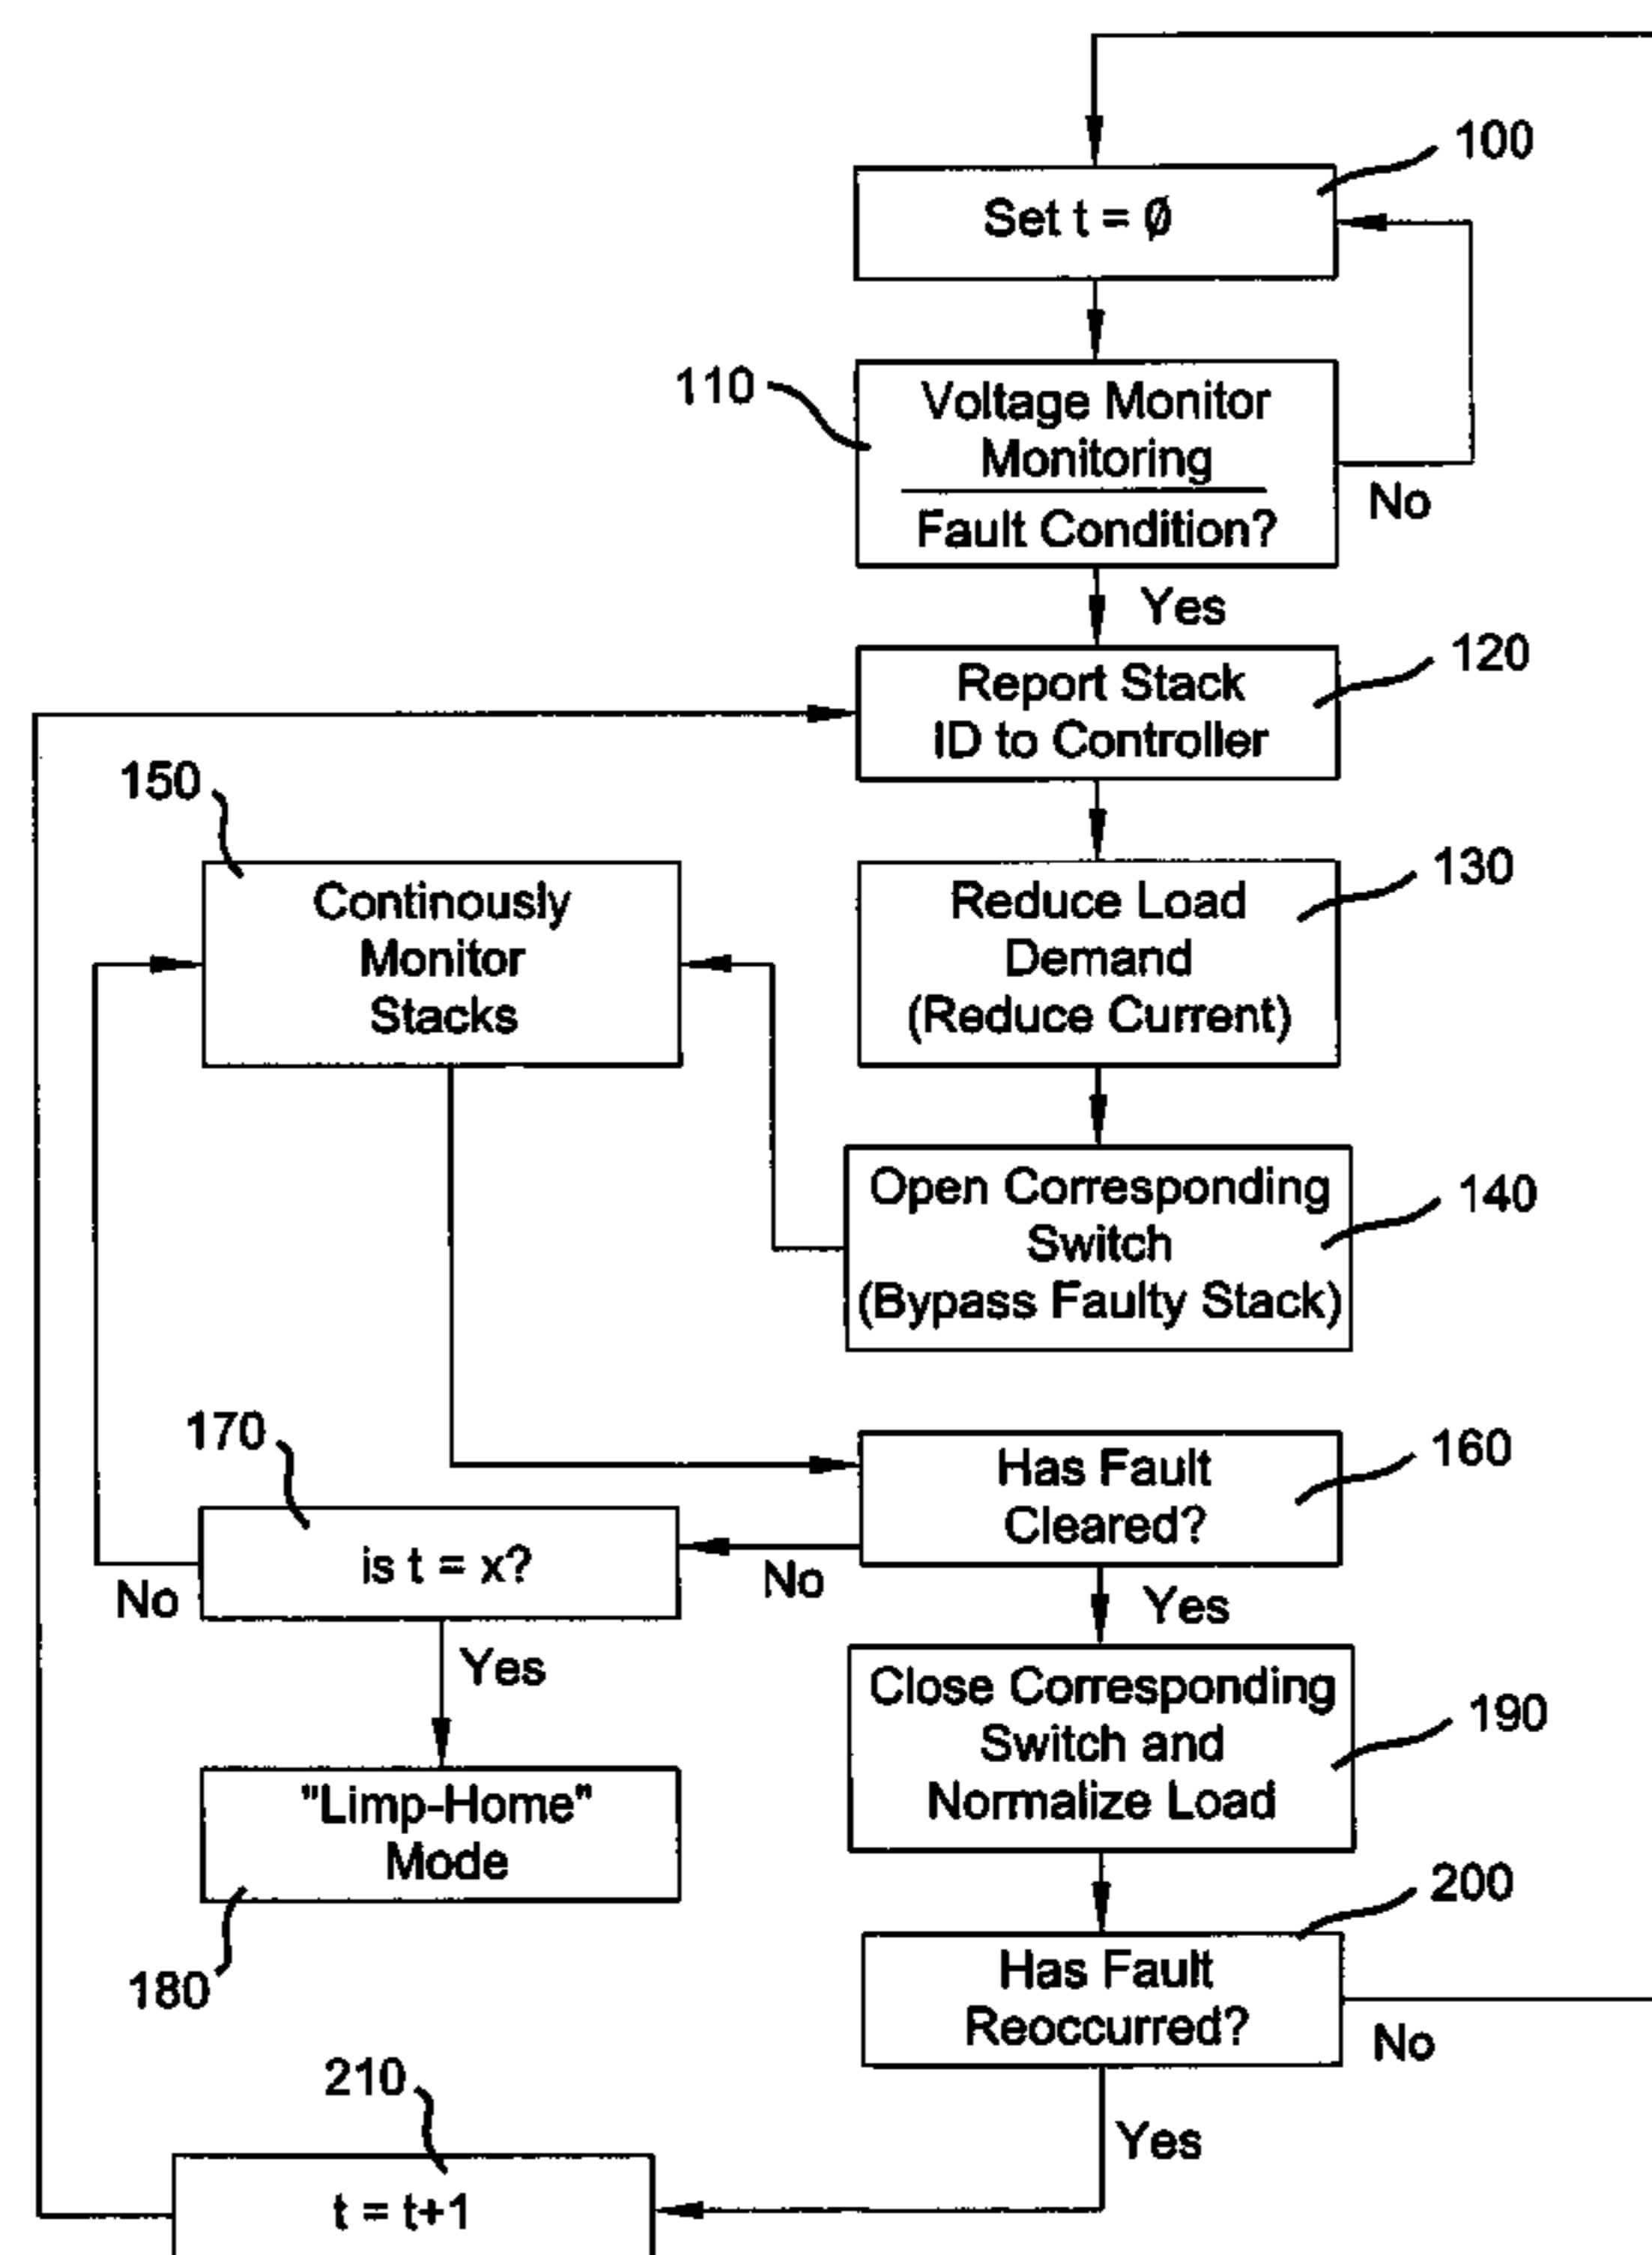 100
Set t = Ø
110
Voltage Monitor
Monitoring
Fault Condition?
No
Yes
120
Report Stack
ID to Controller
150
Continously
Monitor
Stacks
130
Reduce Load
Demand
(Reduce Current)
140
Open Corresponding
Switch
(Bypass Faulty Stack)
170
is t = x?
No
160
Has Fault
Cleared?
No
Yes
Yes
190
Close Corresponding
Switch and
Normalize Load
"Limp-Home"
Mode
180
200
Has Fault
Reoccurred?
No
Yes
210
t = t+1